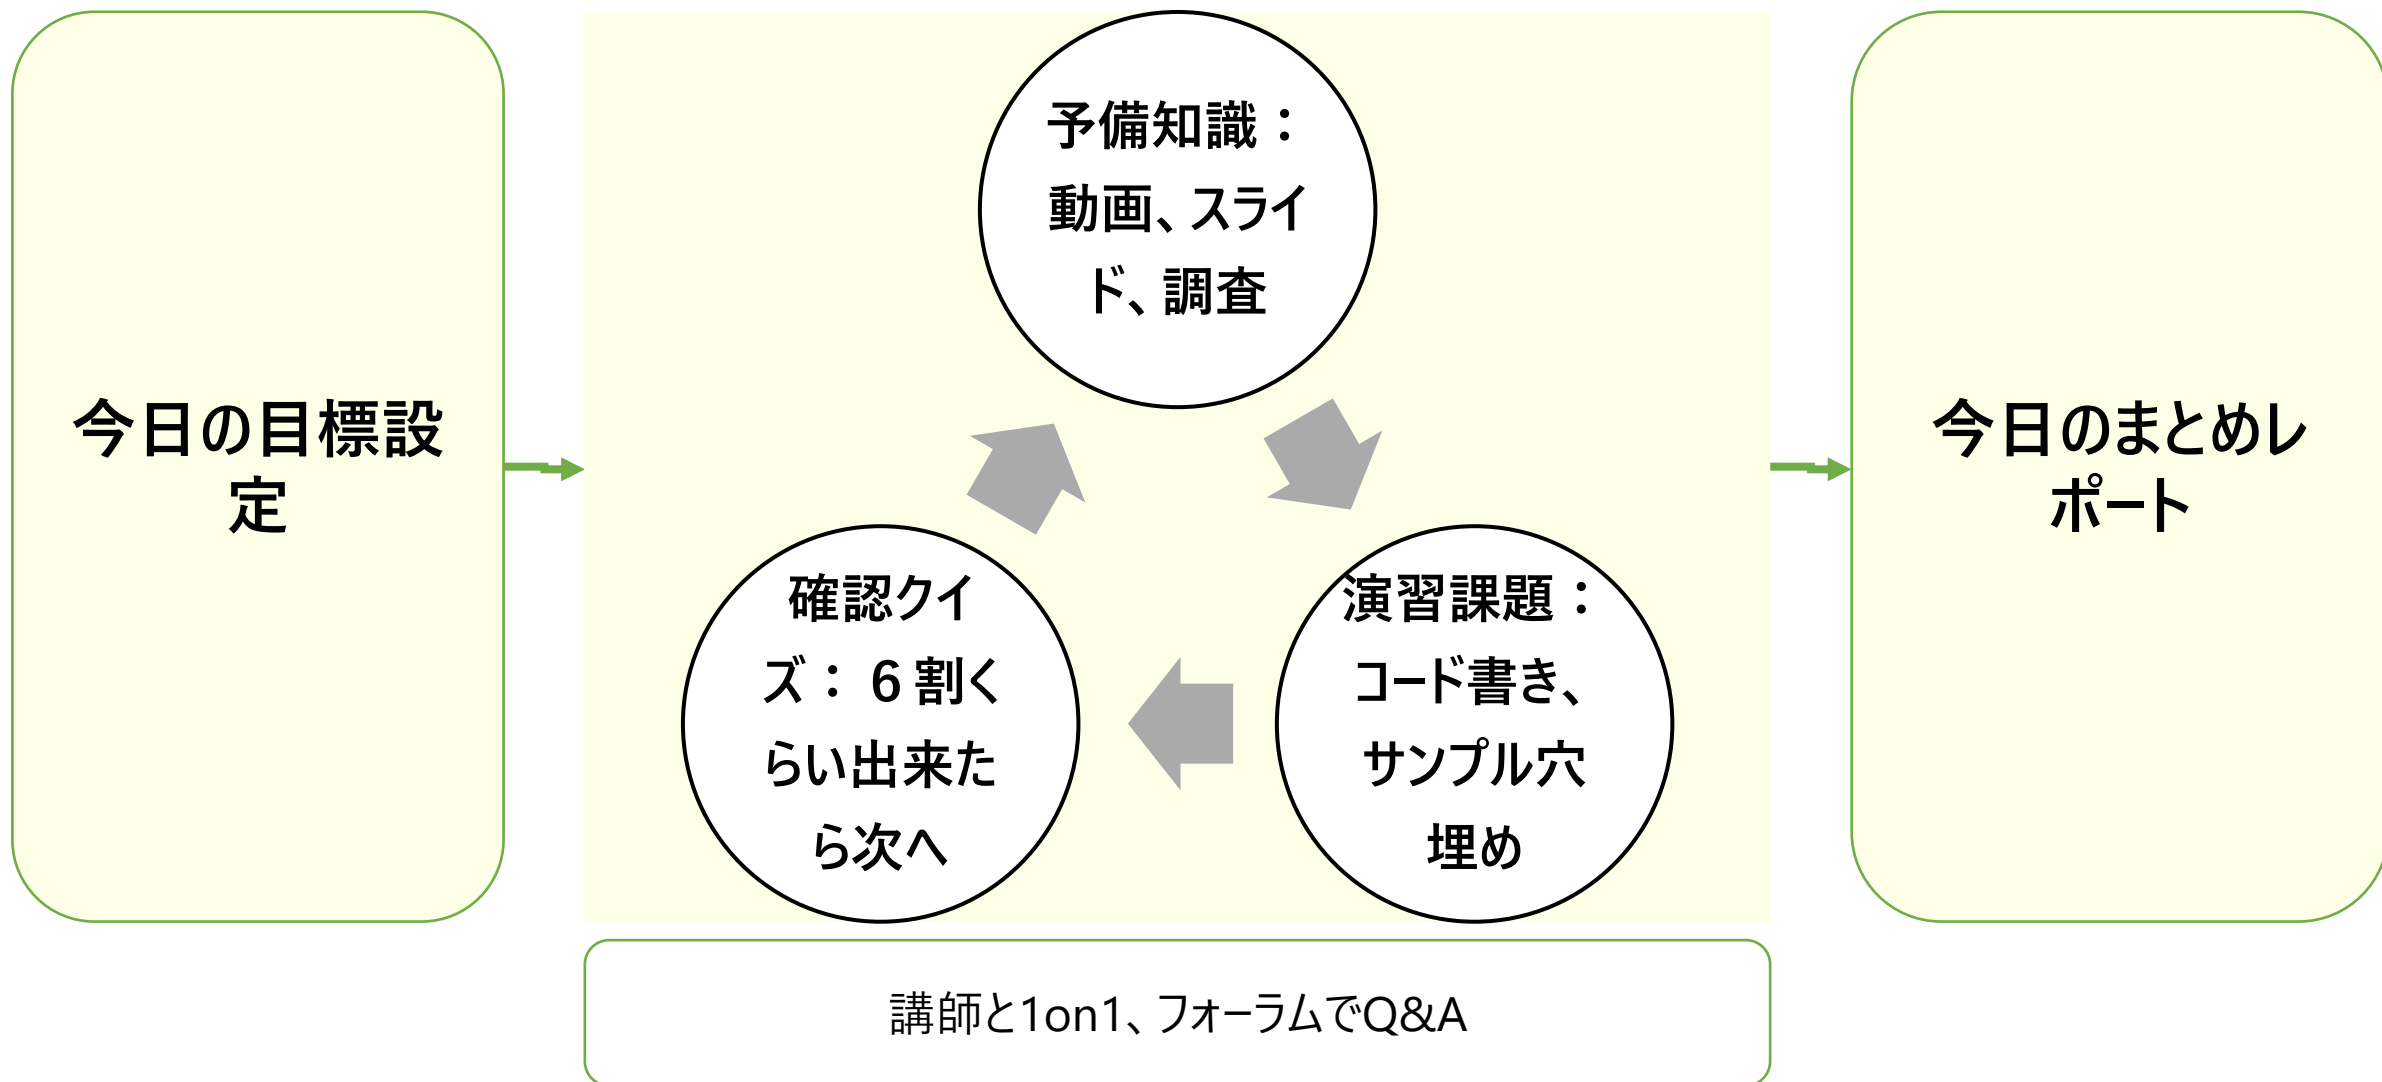 今日の目標設
定
予備知識：
動画、スライ
ド、調査
確認クイ
ズ：６割く
らい出来た
ら次へ
演習課題：
コード書き、
サンプル穴
埋め
講師と1on1、フォーラムでQ&A
今日のまとめレ
ポート